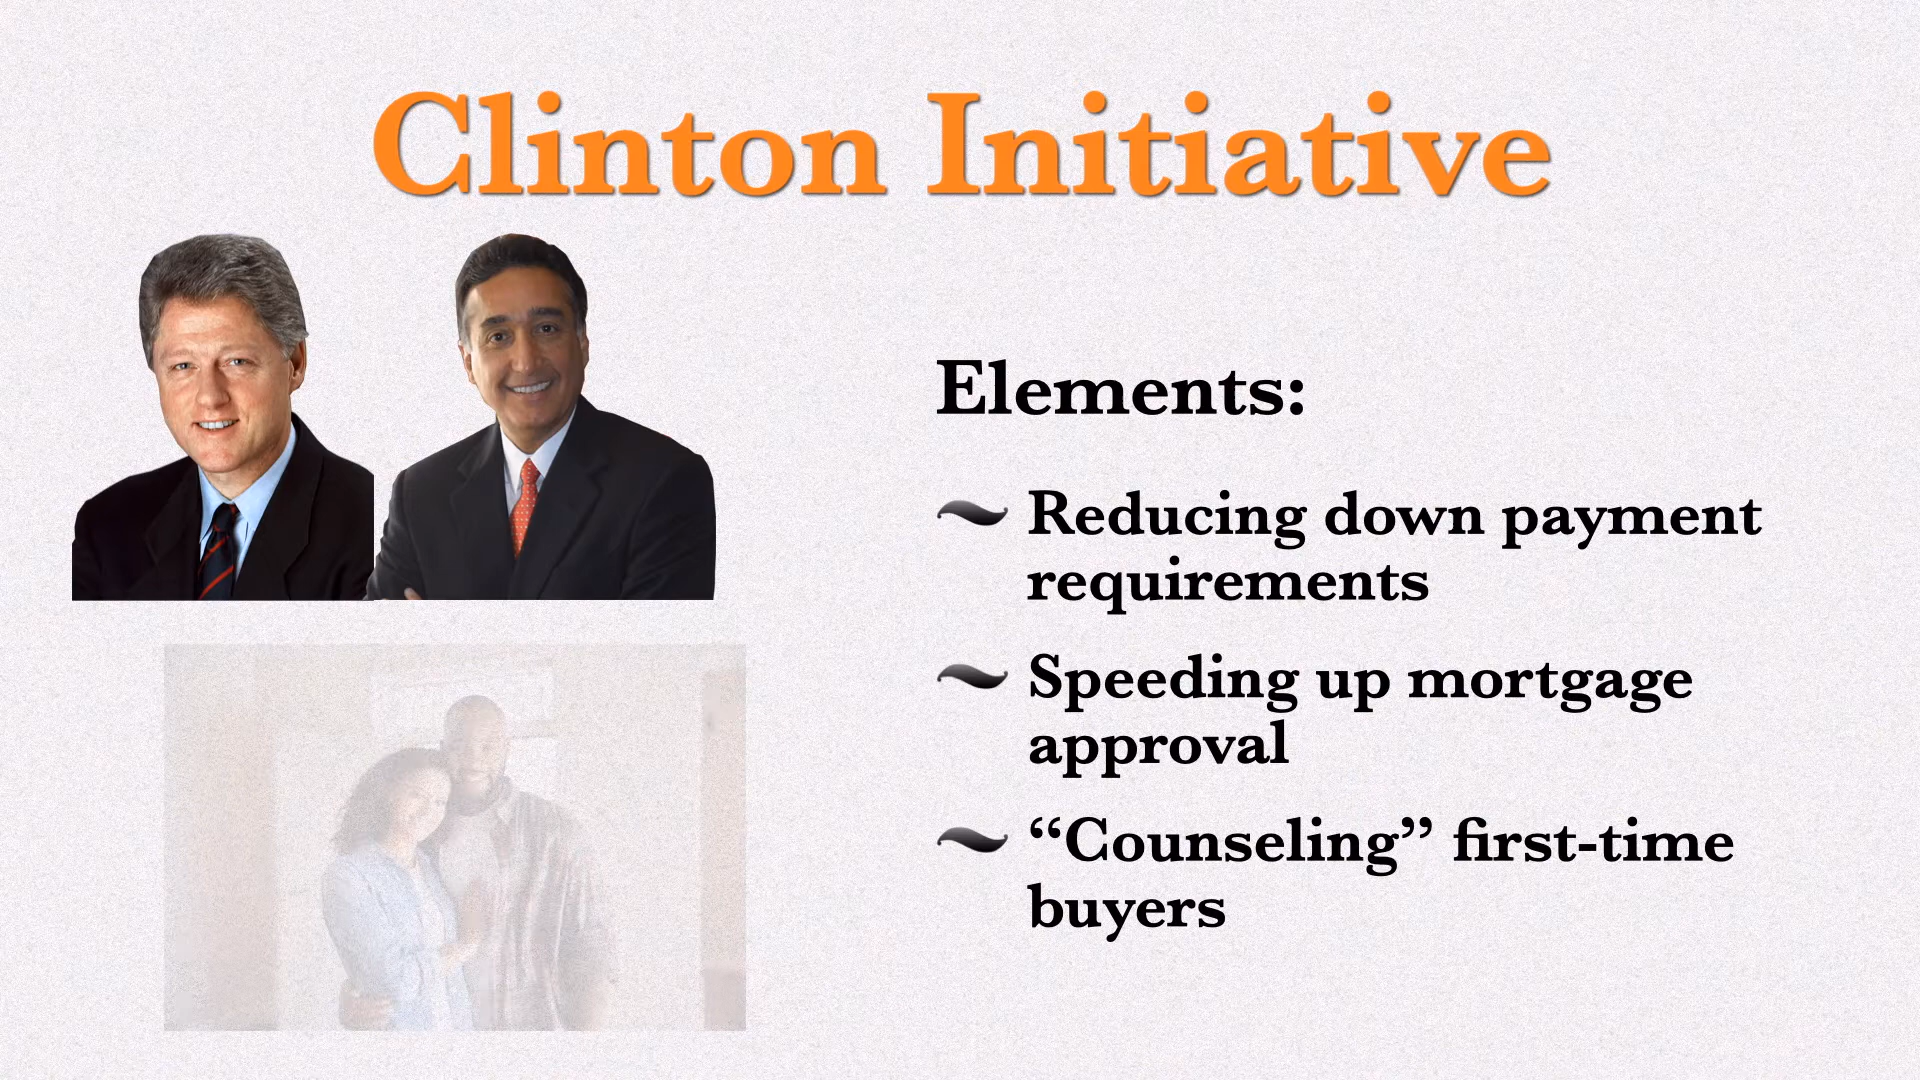 Clinton Initiative
Elements:
Reducing down payment
requirements
Speeding up mortgage
approval
“Counseling” first-time
buyers